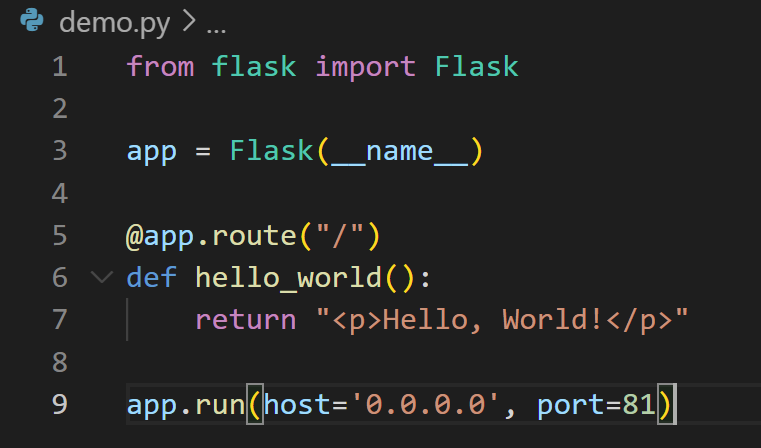 demo.py > ...
1 from flask import Flask
2
3 app = Flask(__name__)
4
5 @app.route("/")
6 def hello_world():
7     return "<p>Hello, World!</p>"
8
9 app.run(host='0.0.0.0', port=81)